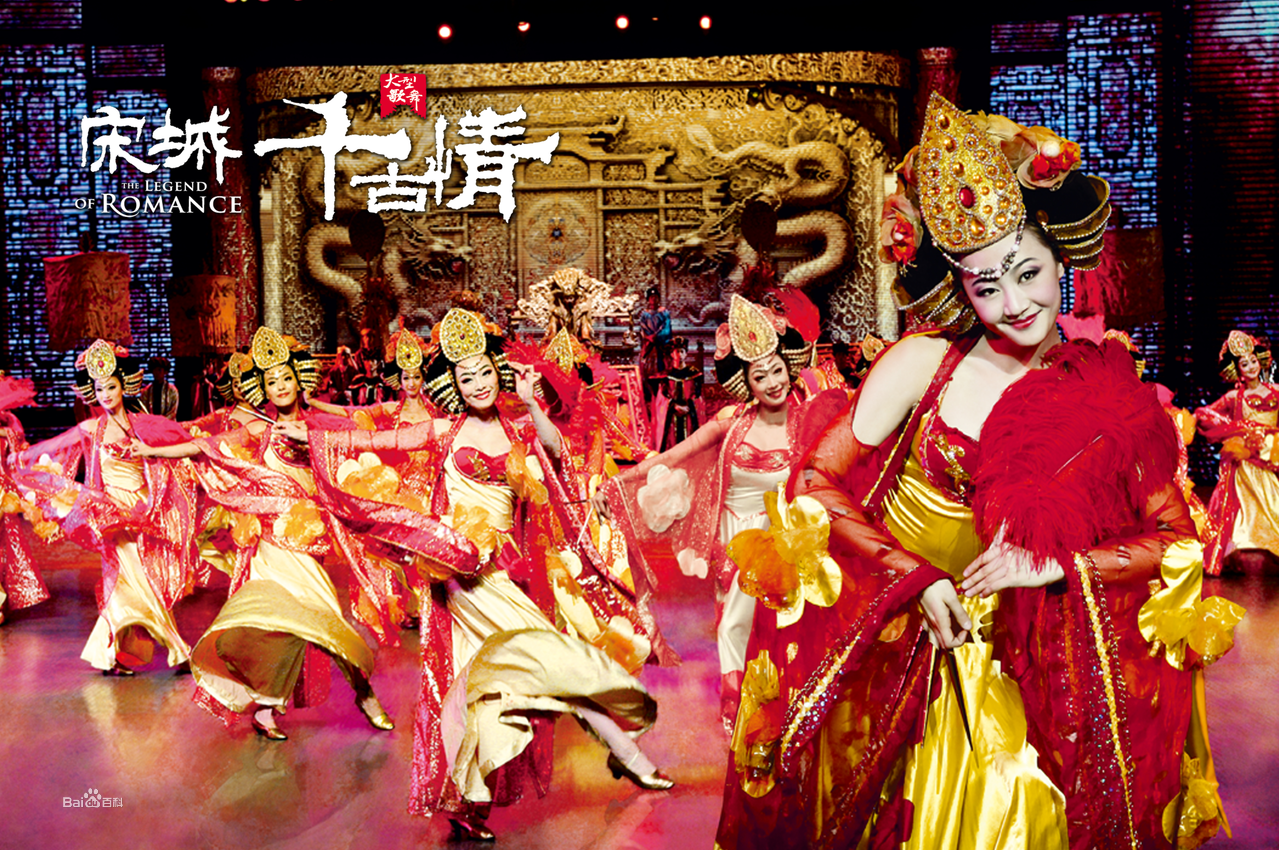 大型
歌舞
宋城
千古情
THE LEGEND
OF ROMANCE
Bai百科